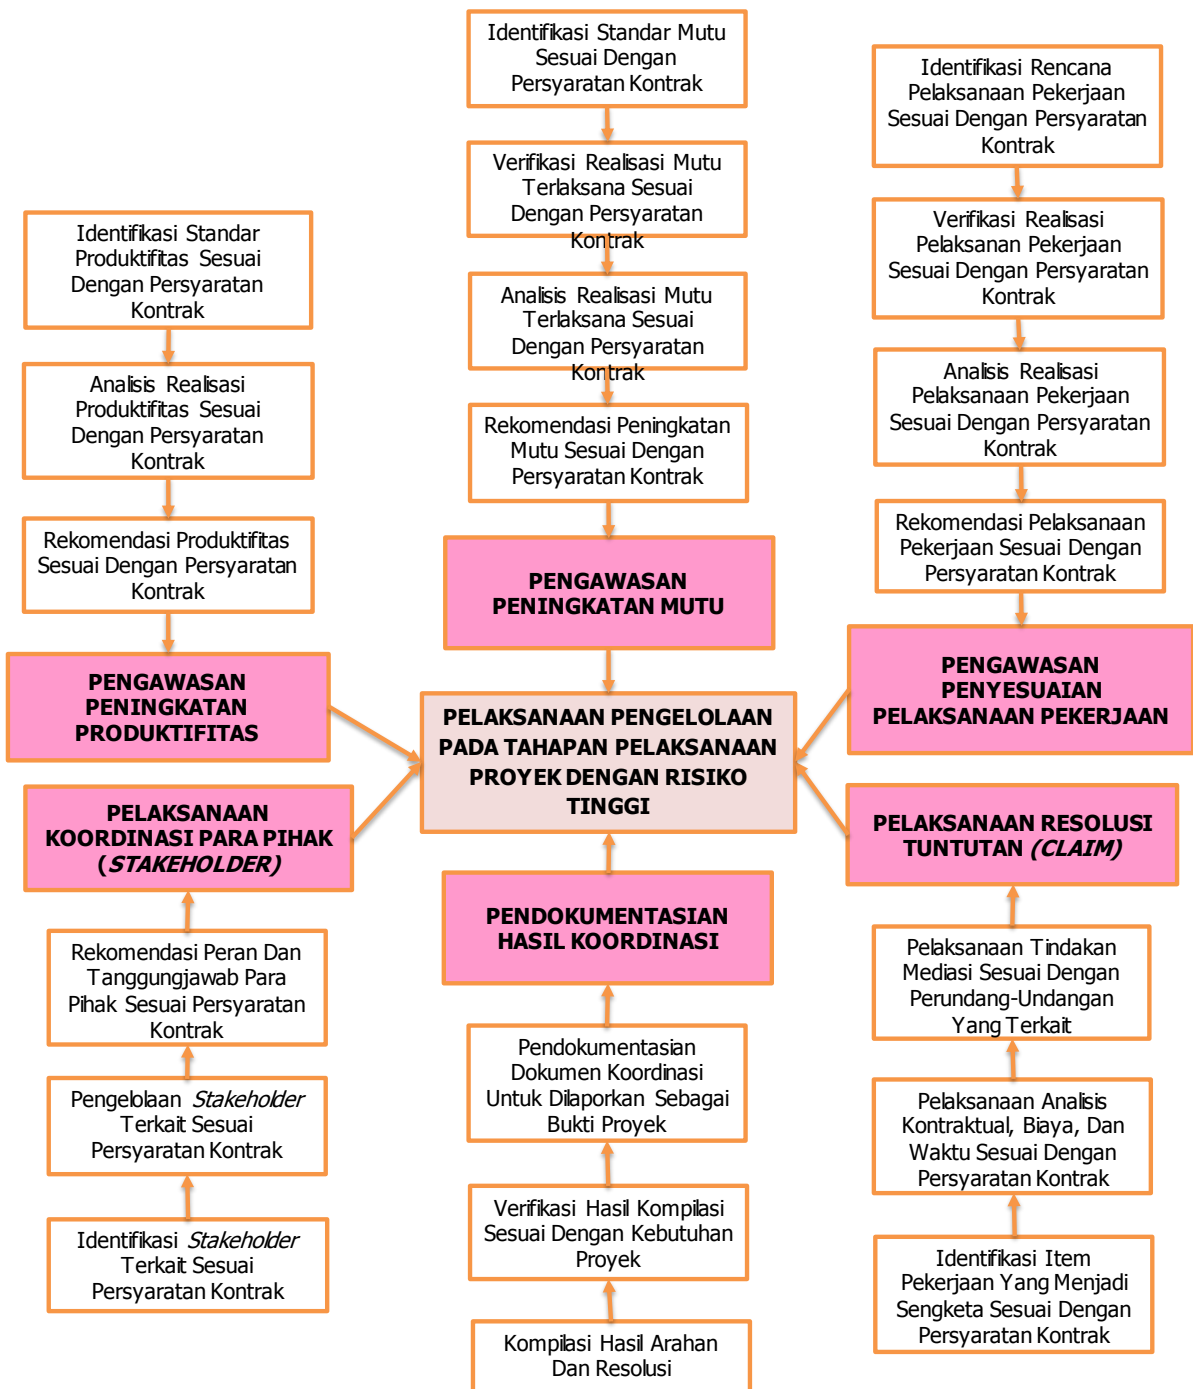 Identifikasi Standar Mutu
Sesuai Dengan
Persyaratan Kontrak
Verifikasi Realisasi Mutu
Terlaksana Sesuai
Dengan Persyaratan
Kontrak
Analisis Realisasi Mutu
Terlaksana Sesuai
Dengan Persyaratan
Kontrak
Rekomendasi Peningkatan
Mutu Sesuai Dengan
Persyaratan Kontrak
PENGAWASAN
PENINGKATAN MUTU
Identifikasi Rencana
Pelaksanaan Pekerjaan
Sesuai Dengan Persyaratan
Kontrak
Verifikasi Realisasi
Pelaksanan Pekerjaan
Sesuai Dengan Persyaratan
Kontrak
Analisis Realisasi
Pelaksanaan Pekerjaan
Sesuai Dengan Persyaratan
Kontrak
Rekomendasi Pelaksanaan
Pekerjaan Sesuai Dengan
Persyaratan Kontrak
PENGAWASAN
PENYESUAIAN
PELAKSANAAN PEKERJAAN
Identifikasi Standar
Produktifitas Sesuai
Dengan Persyaratan
Kontrak
Analisis Realisasi
Produktifitas Sesuai
Dengan Persyaratan
Kontrak
Rekomendasi Produktifitas
Sesuai Dengan Persyaratan
Kontrak
PENGAWASAN
PENINGKATAN
PRODUKTIFITAS
PELAKSANAAN PENGELOLAAN
PADA TAHAPAN PELAKSANAAN
PROYEK DENGAN RISIKO
TINGGI
PELAKSANAAN
KOORDINASI PARA PIHAK
(STAKEHOLDER)
Rekomendasi Peran Dan
Tanggungjawab Para
Pihak Sesuai Persyaratan
Kontrak
Pengelolaan Stakeholder
Terkait Sesuai
Persyaratan Kontrak
Identifikasi Stakeholder
Terkait Sesuai
Persyaratan Kontrak
PENDOKUMENTASIAN
HASIL KOORDINASI
Pendokumentasian
Dokumen Koordinasi
Untuk Dilaporkan Sebagai
Bukti Proyek
Verifikasi Hasil Kompilasi
Sesuai Dengan Kebutuhan
Proyek
Kompilasi Hasil Arahan
Dan Resolusi
PELAKSANAAN RESOLUSI
TUNTUTAN (CLAIM)
Pelaksanaan Tindakan
Mediasi Sesuai Dengan
Perundang-Undangan
Yang Terkait
Pelaksanaan Analisis
Kontraktual, Biaya, Dan
Waktu Sesuai Dengan
Persyaratan Kontrak
Identifikasi Item
Pekerjaan Yang Menjadi
Sengketa Sesuai Dengan
Persyaratan Kontrak